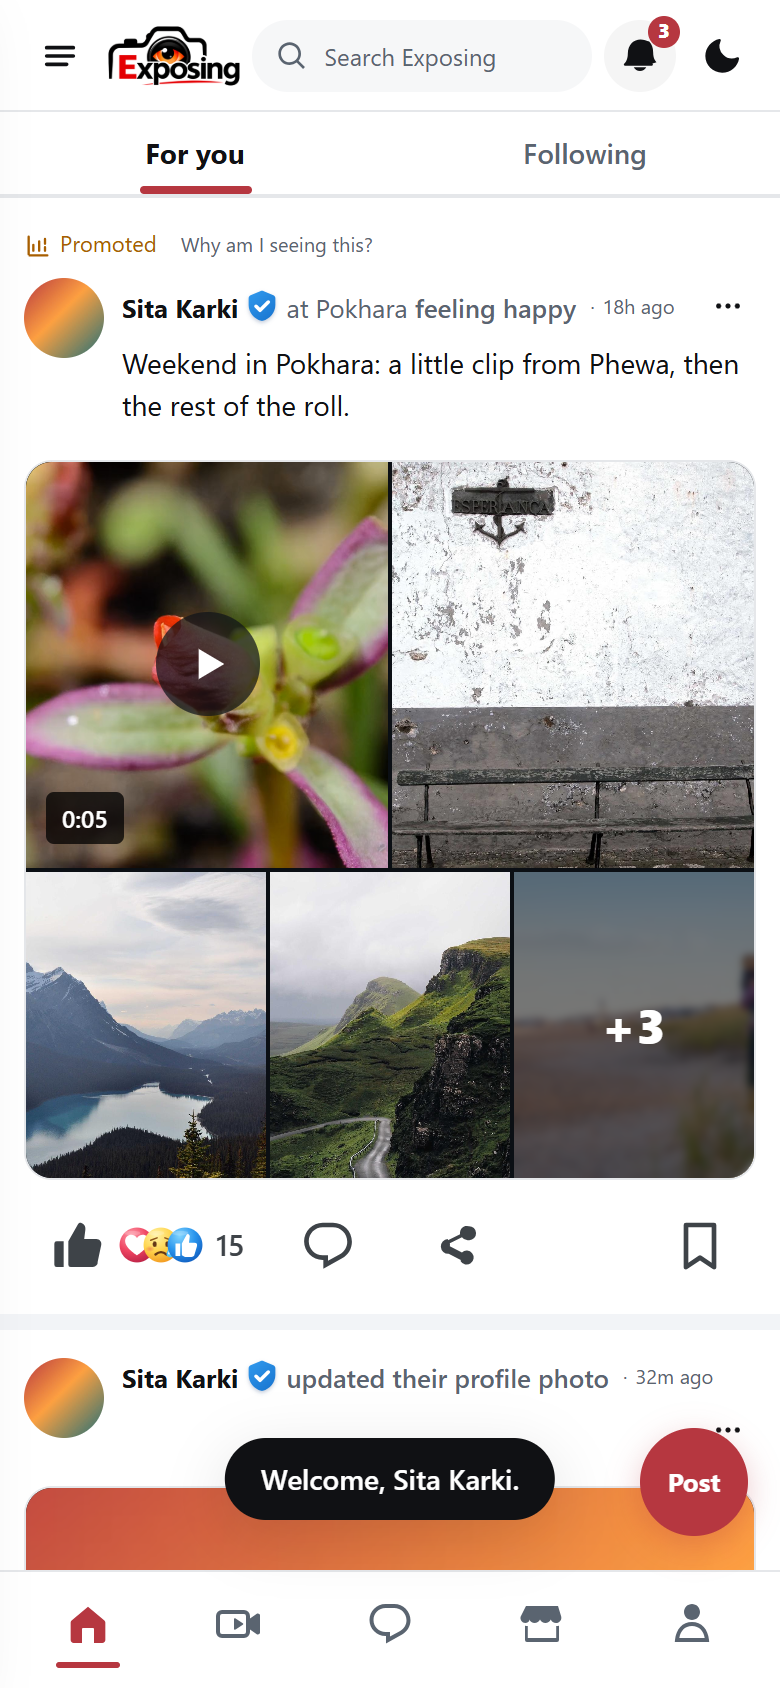 Exposing
Search Exposing
3
For you
Following
Promoted
Why am I seeing this?
Sita Karki at Pokhara feeling happy · 18h ago
Weekend in Pokhara: a little clip from Phewa, then
the rest of the roll.
ESPERANÇA
0:05
+3
15
Sita Karki updated their profile photo · 32m ago
Welcome, Sita Karki.
Post